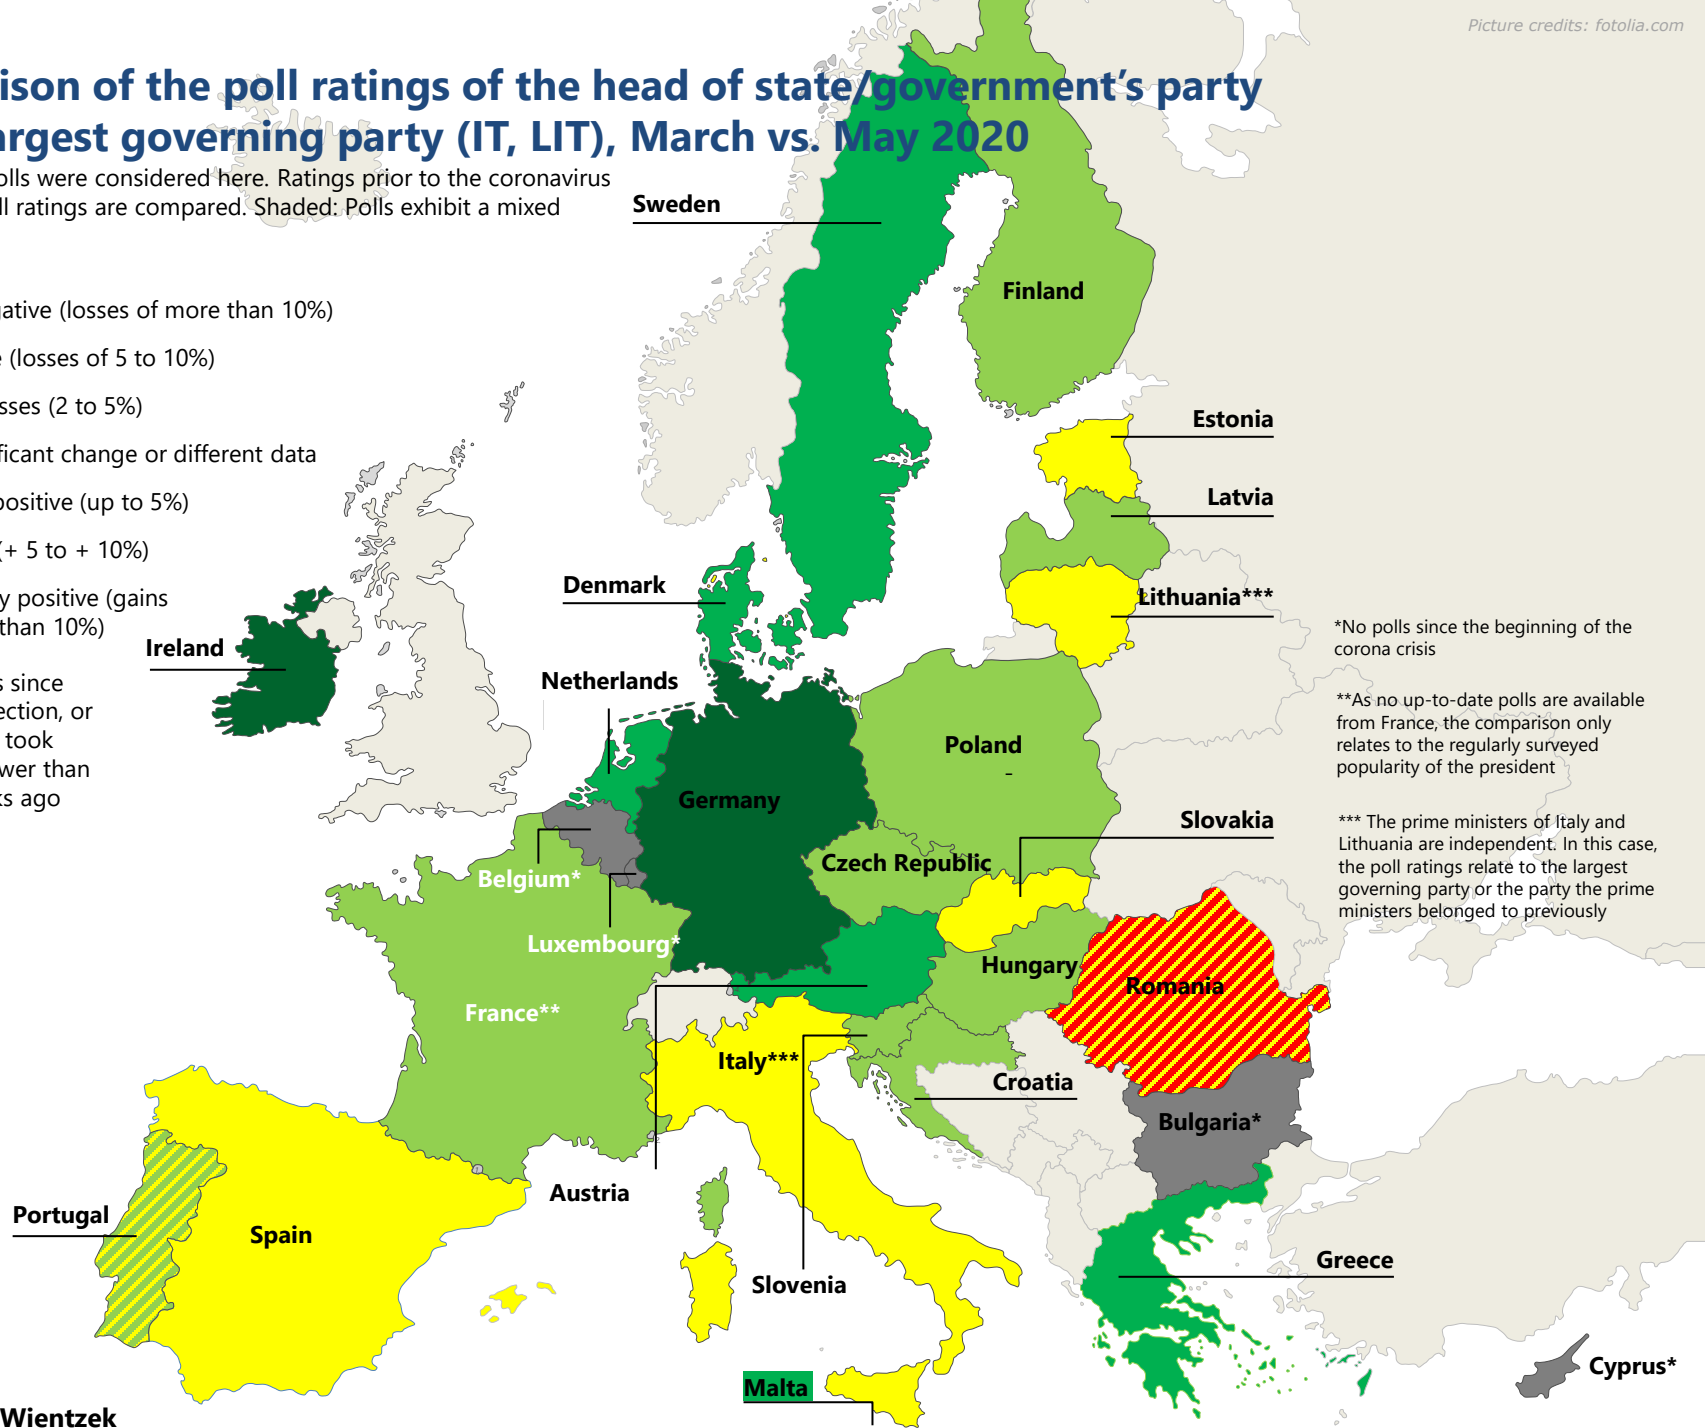 Picture credits: fotolia.com
ison of the poll ratings of the head of state/government's party
argest governing party (IT, LIT), March vs. May 2020
olls were considered here. Ratings prior to the coronavirus
ll ratings are compared. Shaded: Polls exhibit a mixed
Sweden
Finland
gative (losses of more than 10%)
e (losses of 5 to 10%)
sses (2 to 5%)
ficant change or different data
positive (up to 5%)
(+ 5 to + 10%)
y positive (gains
than 10%)
s since
ection, or
took
wer than
ks ago
Estonia
Latvia
Lithuania***
Denmark
Ireland
Netherlands
*No polls since the beginning of the
corona crisis
**As no up-to-date polls are available
from France, the comparison only
relates to the regularly surveyed
popularity of the president
*** The prime ministers of Italy and
Lithuania are independent. In this case,
the poll ratings relate to the largest
governing party or the party the prime
ministers belonged to previously
Poland
-
Germany
Slovakia
Czech Republic
Belgium*
Luxembourg*
Hungary
Romania
France**
Italy***
Croatia
Bulgaria*
Austria
Portugal
Spain
Slovenia
Greece
Malta
Cyprus*
Wientzek